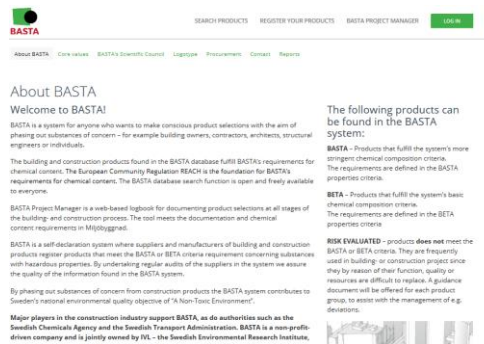 BASTA
SEARCH PRODUCTS REGISTER YOUR PRODUCTS BASTA PROJECT MANAGER LOG IN
About BASTA Core values BASTA's Scientific Council Logotype Procurement Contact Reports
About BASTA
Welcome to BASTA!
BASTA is a system for anyone who wants to make conscious product selections with the aim of
phasing out substances of concern – for example building owners, contractors, architects, structural
engineers or individuals.
The building and construction products found in the BASTA database fulfill BASTA's requirements for
chemical content. The European Community Regulation REACH is the foundation for BASTA's
requirements for chemical content. The BASTA database search function is open and freely available
to everyone.
BASTA Project Manager is a web-based logbook for documenting product selections at all stages of
the building- and construction process. The tool meets the documentation and chemical
content requirements in Miljöbyggnad.
BASTA is a self-declaration system where suppliers and manufacturers of building and construction
products register products that meet the BASTA or BETA criteria requirement concerning substances
with hazardous properties. By undertaking regular audits of the suppliers in the system we assure
the quality of the information found in the BASTA system.
By phasing out substances of concern from construction products the BASTA system contributes to
Sweden's national environmental quality objective of "A Non-Toxic Environment".
Major players in the construction industry support BASTA, as do authorities such as the
Swedish Chemicals Agency and the Swedish Transport Administration. BASTA is a non-profit-
driven company and is jointly owned by IVL – the Swedish Environmental Research Institute,
The following products can
be found in the BASTA
system:
BASTA – Products that fulfill the system's more
stringent chemical composition criteria.
The requirements are defined in the BASTA
properties criteria.
BETA – Products that fulfill the system's basic
chemical composition criteria.
The requirements are defined in the BETA
properties criteria
RISK EVALUATED – products does not meet the
BASTA or BETA criteria. They are frequently
used in building- or construction project since
they by reason of their function, quality or
resources are difficult to replace. A guidance
document will be offered for each product
group, to assist with the management of e.g.
deviations.